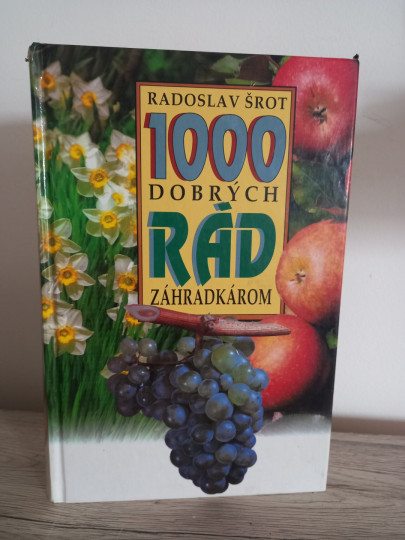 RADOSLAV ŠROT
1000
DOBRÝCH
RÁD
ZÁHRADKÁROM